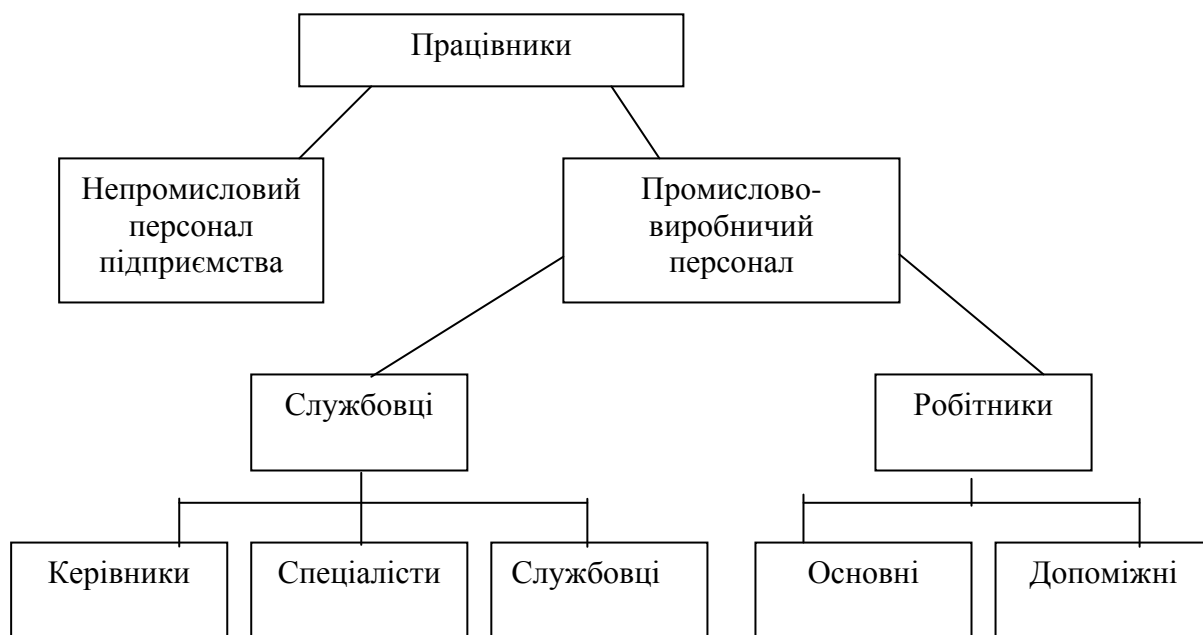 Працівники
Непромисловий
персонал
підприємства
Промислово-
виробничий
персонал
Службовці
Робітники
Керівники
Спеціалісти
Службовці
Основні
Допоміжні